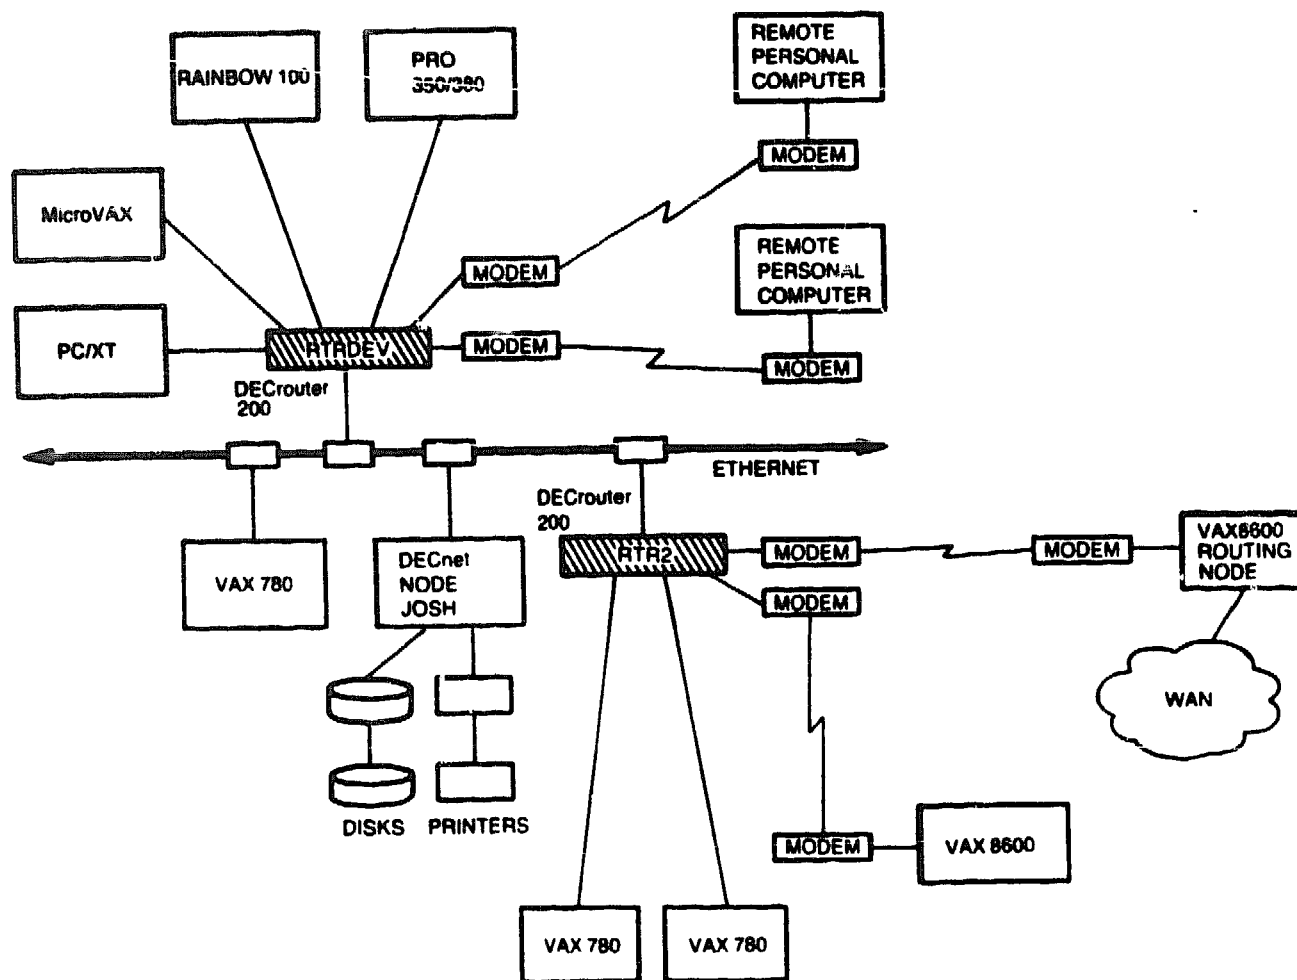 RAINBOW 100
PRO
350/380
REMOTE
PERSONAL
COMPUTER
MODEM
MicroVAX
REMOTE
PERSONAL
COMPUTER
MODEM
PC/XT
RTRDEV
MODEM
MODEM
DECrouter
200
ETHERNET
DECrouter
200
VAX 780
DECnet
NODE
JOSH
RTR2
MODEM
MODEM
VAX8600
ROUTING
NODE
MODEM
WAN
DISKS
PRINTERS
MODEM
VAX 8600
VAX 780
VAX 780